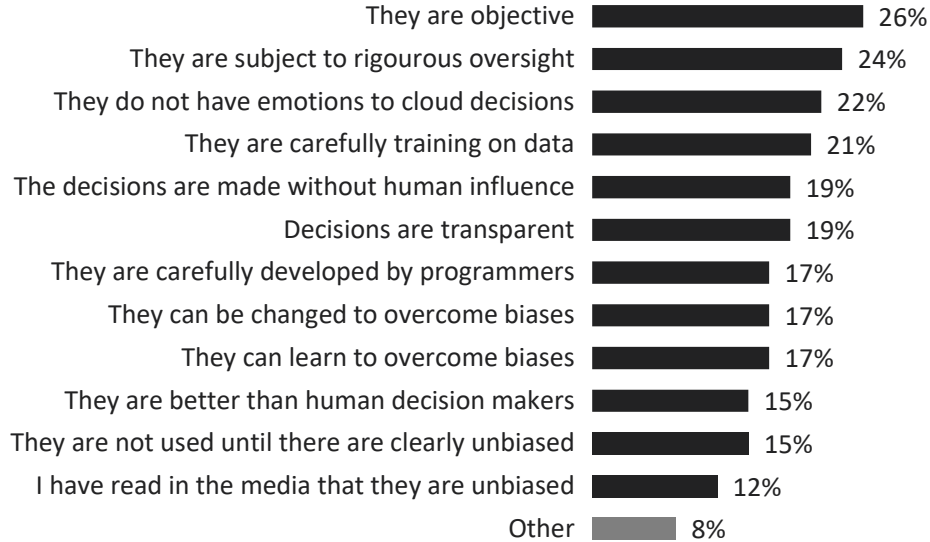 They are objective 26%
They are subject to rigourous oversight 24%
They do not have emotions to cloud decisions 22%
They are carefully training on data 21%
The decisions are made without human influence 19%
Decisions are transparent 19%
They are carefully developed by programmers 17%
They can be changed to overcome biases 17%
They can learn to overcome biases 17%
They are better than human decision makers 15%
They are not used until there are clearly unbiased 15%
I have read in the media that they are unbiased 12%
Other 8%